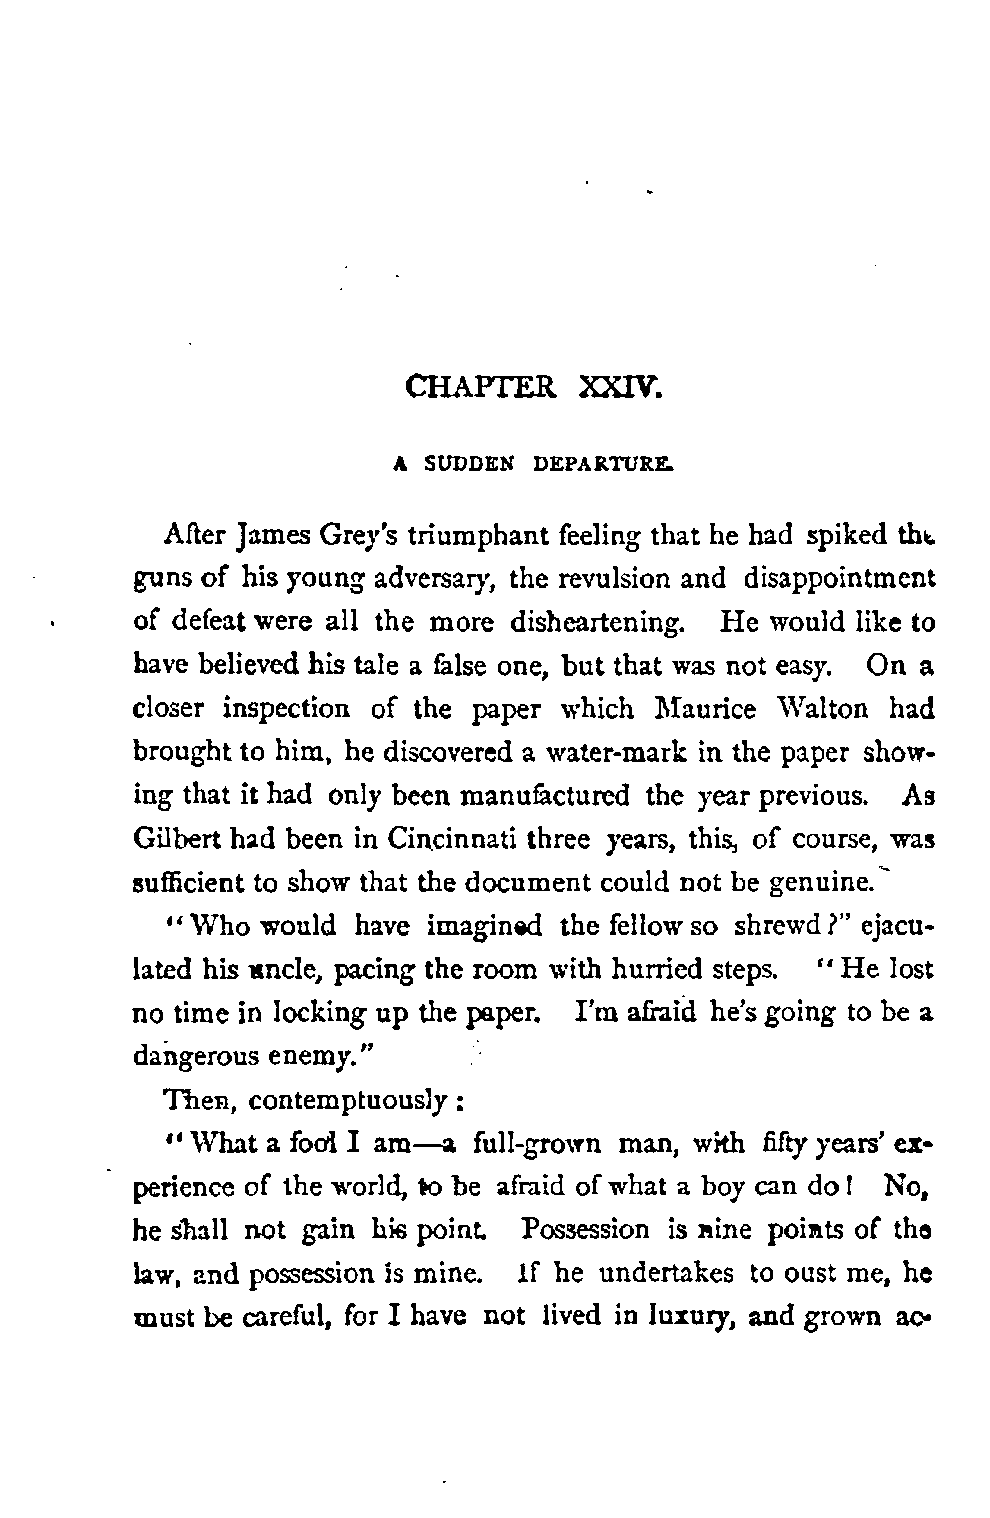 CHAPTER XXIV.
A SUDDEN DEPARTURE.
After James Grey's triumphant feeling that he had spiked the
guns of his young adversary, the revulsion and disappointment
of defeat were all the more disheartening. He would like to
have believed his tale a false one, but that was not easy. On a
closer inspection of the paper which Maurice Walton had
brought to him, he discovered a water-mark in the paper show-
ing that it had only been manufactured the year previous. As
Gilbert had been in Cincinnati three years, this, of course, was
sufficient to show that the document could not be genuine.
"Who would have imagined the fellow so shrewd?" ejacu-
lated his uncle, pacing the room with hurried steps. "He lost
no time in locking up the paper. I'm afraid he's going to be a
dangerous enemy."
Then, contemptuously:
"What a fool I am—a full-grown man, with fifty years' ex-
perience of the world, to be afraid of what a boy can do! No,
he shall not gain his point. Possession is nine points of the
law, and possession is mine. If he undertakes to oust me, he
must be careful, for I have not lived in luxury, and grown ac-